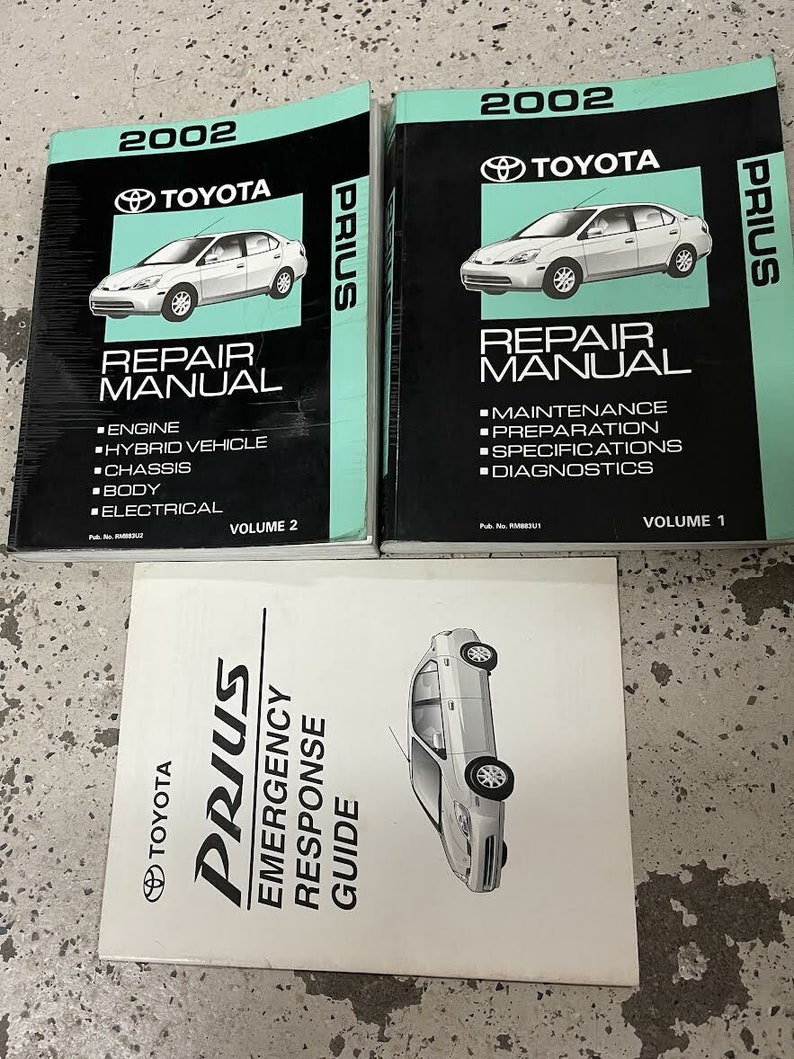 2002
TOYOTA
PRIUS
REPAIR
MANUAL
▪ENGINE
▪HYBRID VEHICLE
▪CHASSIS
▪BODY
▪ELECTRICAL
Pub. No. RM883U2
VOLUME 2
2002
TOYOTA
PRIUS
REPAIR
MANUAL
▪MAINTENANCE
▪PREPARATION
▪SPECIFICATIONS
▪DIAGNOSTICS
Pub. No. RM883U1
VOLUME 1
TOYOTA
PRIUS
EMERGENCY
RESPONSE
GUIDE